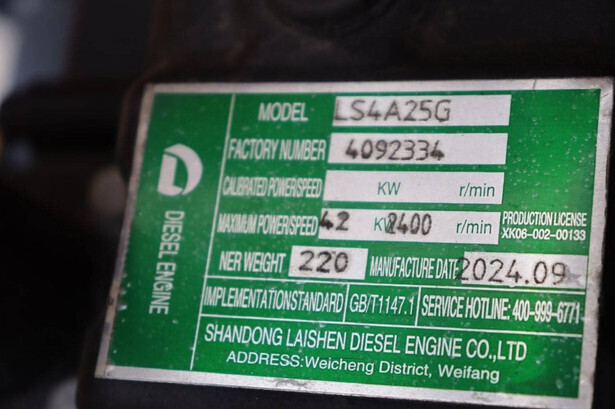 MODEL LS4A25G
FACTORY NUMBER 4092334
CALIBRATED POWER/SPEED KW r/min
MAXIMUM POWER/SPEED 42 KW 2400 r/min
PRODUCTION LICENSE
XK06-002-00133
NER WEIGHT 220 MANUFACTURE DATE 2024.09
IMPLEMENTATIONSTANDARD GB/T1147.1 SERVICE HOTLINE: 400-999-6771
SHANDONG LAISHEN DIESEL ENGINE CO.,LTD
ADDRESS:Weicheng District, Weifang
DIESEL ENGINE